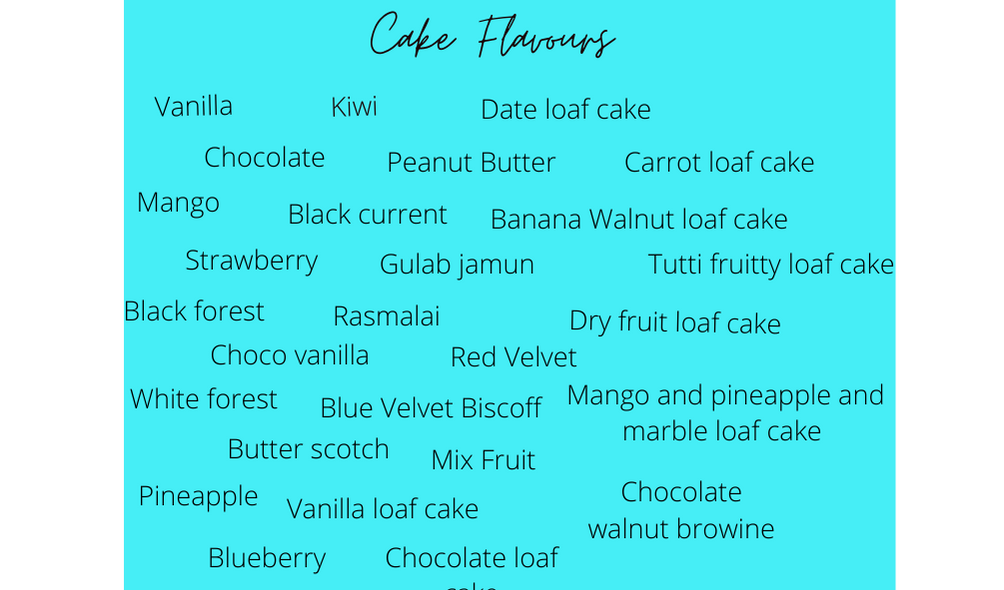 Cake Flavours
Vanilla Kiwi Date loaf cake
Chocolate Peanut Butter Carrot loaf cake
Mango Black current Banana Walnut loaf cake
Strawberry Gulab jamun Tutti fruitty loaf cake
Black forest Rasmalai Dry fruit loaf cake
Choco vanilla Red Velvet
White forest Blue Velvet Biscoff Mango and pineapple and
marble loaf cake
Butter scotch Mix Fruit
Pineapple Vanilla loaf cake Chocolate
walnut browine
Blueberry Chocolate loaf
cake